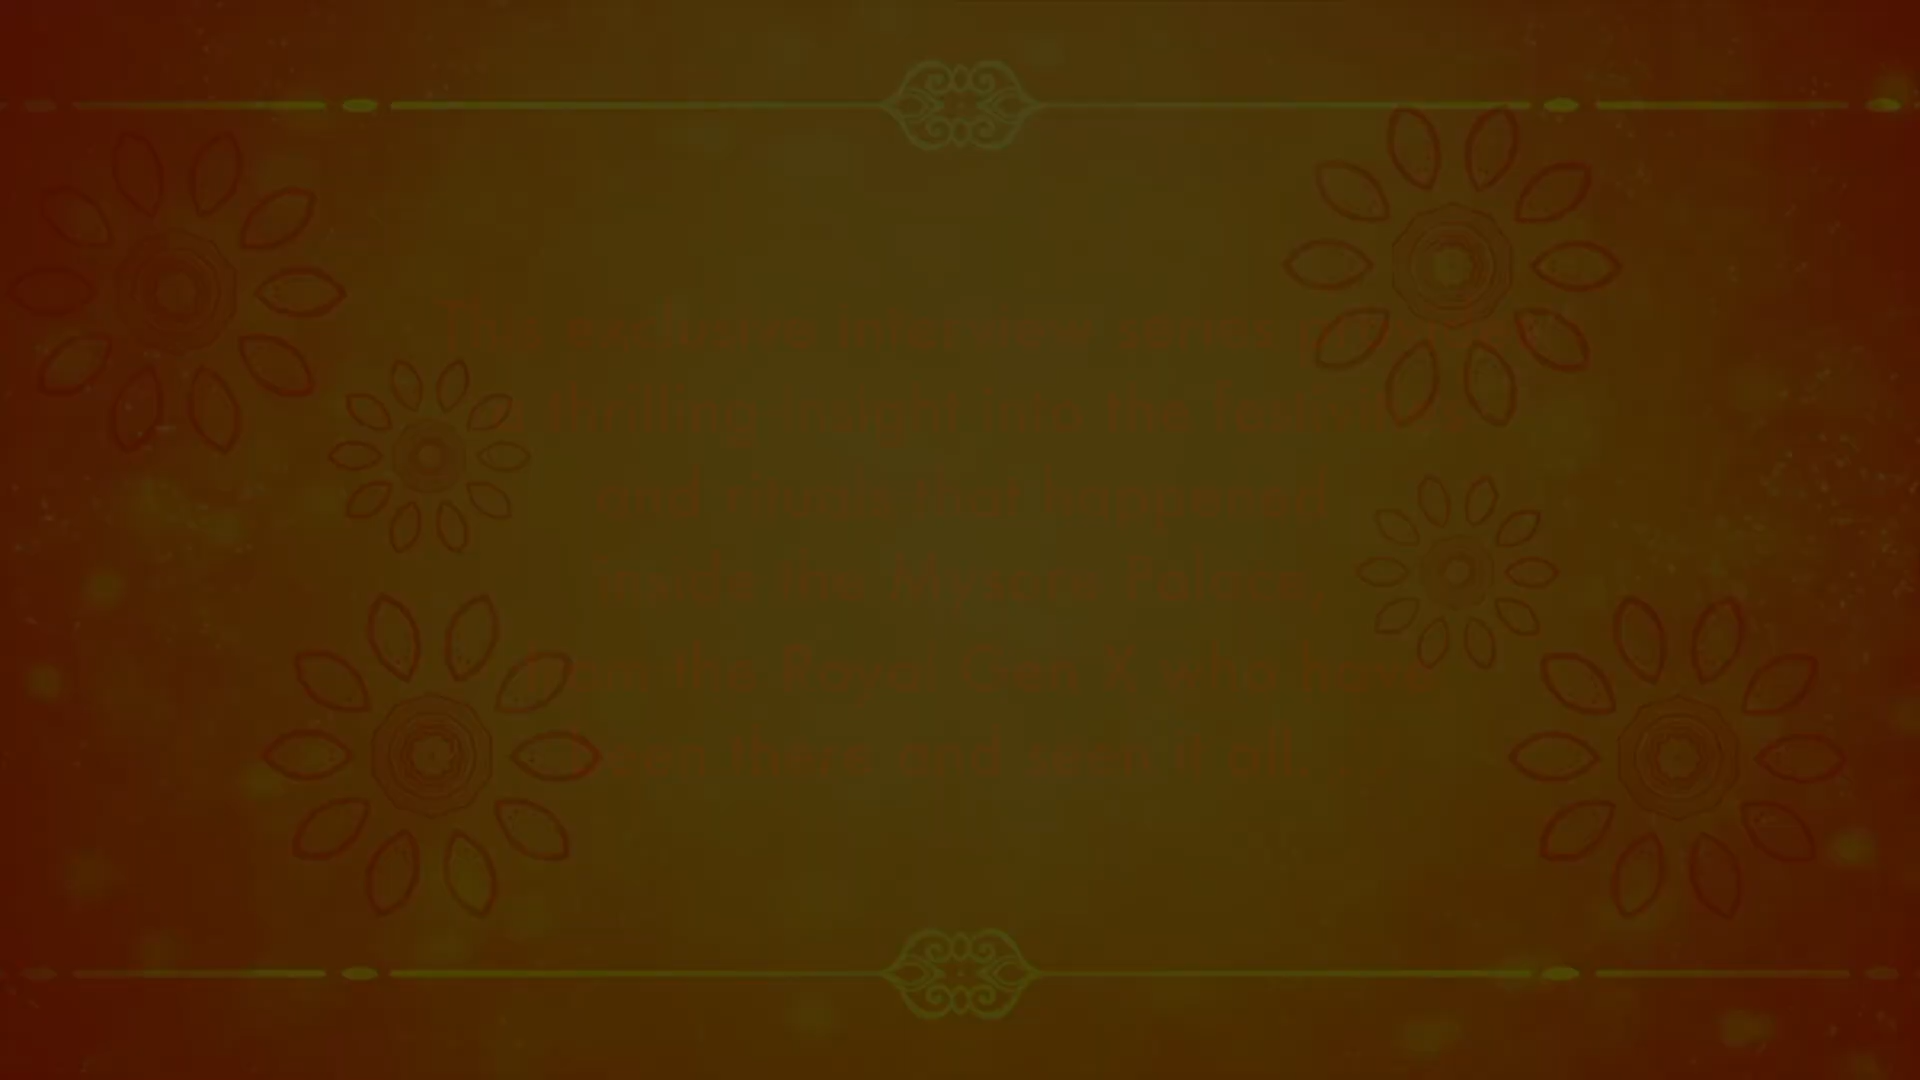 This exclusive interview series
a thrilling insight into the festivities
and rituals that happened
inside the Mysore Palace,
from the Royal Gen X who have
been there and seen it all. .